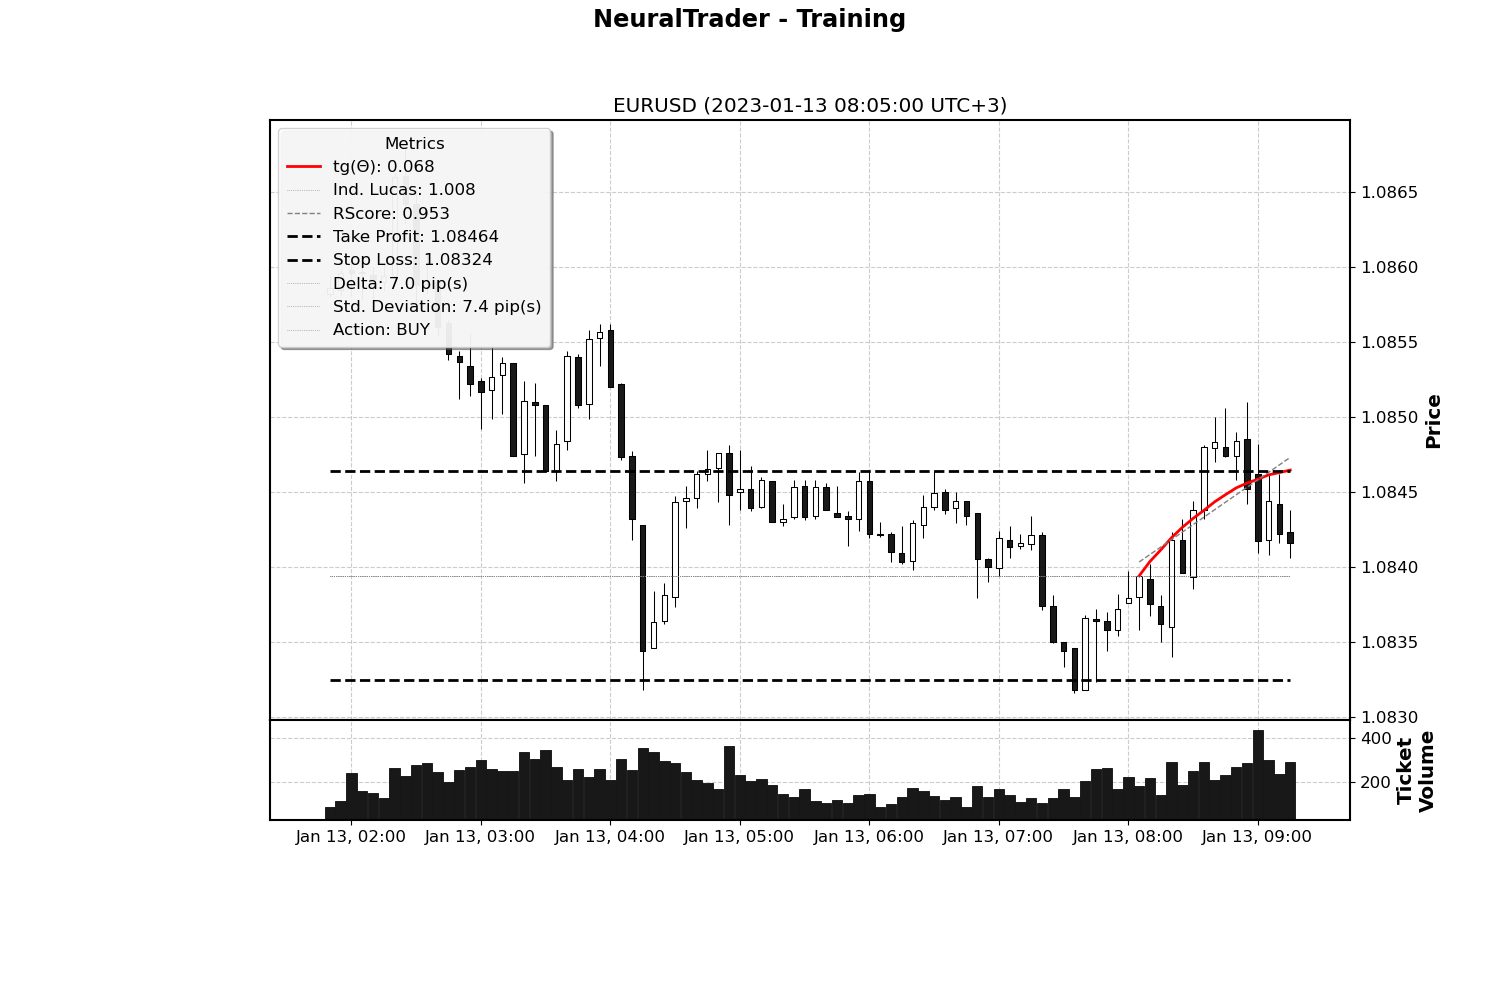 NeuralTrader - Training
EURUSD (2023-01-13 08:05:00 UTC+3)
Metrics
tg(Θ): 0.068
Ind. Lucas: 1.008
RScore: 0.953
Take Profit: 1.08464
Stop Loss: 1.08324
Delta: 7.0 pip(s)
Std. Deviation: 7.4 pip(s)
Action: BUY
1.0865
1.0860
1.0855
1.0850
1.0845
1.0840
1.0835
1.0830
Price
400
200
Ticket
Volume
Jan 13, 02:00 Jan 13, 03:00 Jan 13, 04:00 Jan 13, 05:00 Jan 13, 06:00 Jan 13, 07:00 Jan 13, 08:00 Jan 13, 09:00